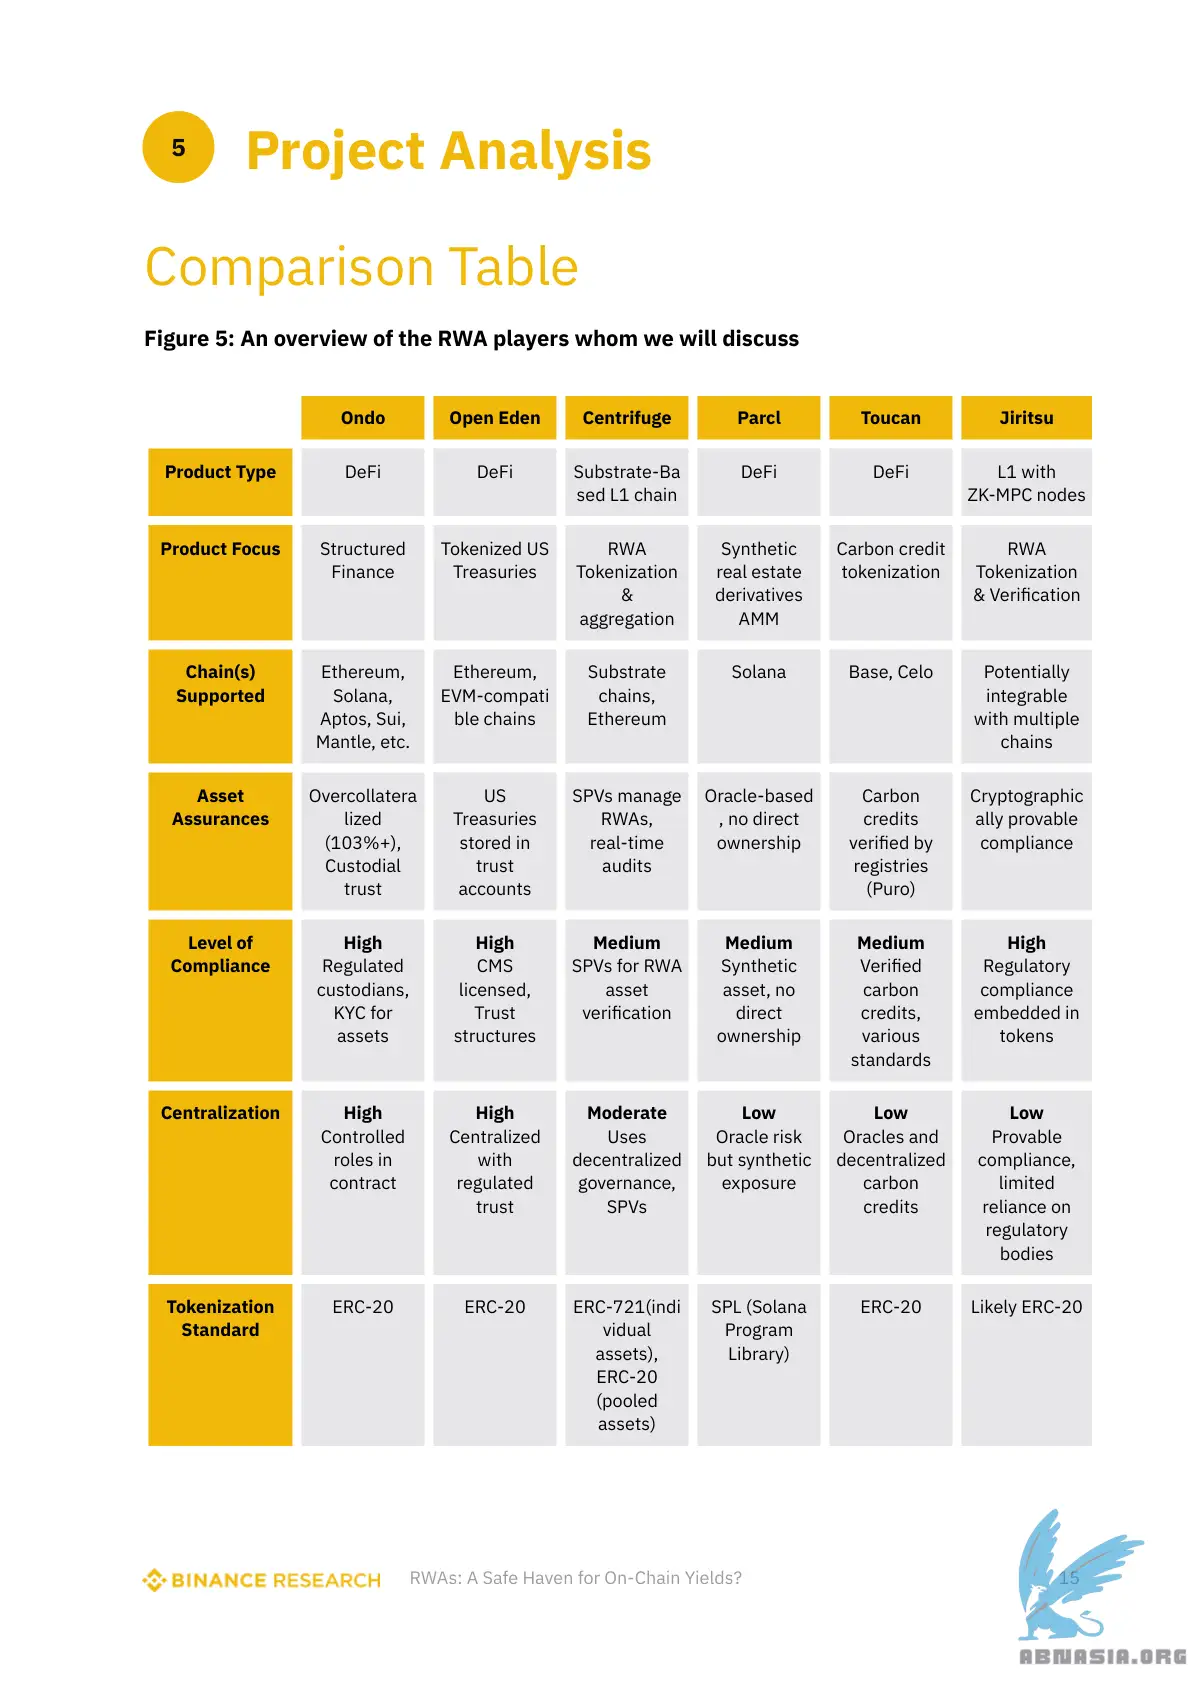 5
Project Analysis
Comparison Table
Figure 5: An overview of the RWA players whom we will discuss
Ondo
Open Eden
Centrifuge
Parcl
Toucan
Jiritsu
Product Type
DeFi
DeFi
Substrate-Ba
sed L1 chain
DeFi
DeFi
L1 with
ZK-MPC nodes
Product Focus
Structured
Finance
Tokenized US
Treasuries
RWA
Tokenization
&
aggregation
Synthetic
real estate
derivatives
AMM
Carbon credit
tokenization
RWA
Tokenization
& Verification
Chain(s)
Supported
Ethereum,
Solana,
Aptos, Sui,
Mantle, etc.
Ethereum,
EVM-compati
ble chains
Substrate
chains,
Ethereum
Solana
Base, Celo
Potentially
integrable
with multiple
chains
Asset
Assurances
Overcollatera
lized
(103%+),
Custodial
trust
US
Treasuries
stored in
trust
accounts
SPVs manage
RWAs,
real-time
audits
Oracle-based
, no direct
ownership
Carbon
credits
verified by
registries
(Puro)
Cryptographic
ally provable
compliance
Level of
Compliance
High
Regulated
custodians,
KYC for
assets
High
CMS
licensed,
Trust
structures
Medium
SPVs for RWA
asset
verification
Medium
Synthetic
asset, no
direct
ownership
Medium
Verified
carbon
credits,
various
standards
High
Regulatory
compliance
embedded in
tokens
Centralization
High
Controlled
roles in
contract
High
Centralized
with
regulated
trust
Moderate
Uses
decentralized
governance,
SPVs
Low
Oracle risk
but synthetic
exposure
Low
Oracles and
decentralized
carbon
credits
Low
Provable
compliance,
limited
reliance on
regulatory
bodies
Tokenization
Standard
ERC-20
ERC-20
ERC-721(indi
vidual
assets),
ERC-20
(pooled
assets)
SPL (Solana
Program
Library)
ERC-20
Likely ERC-20
BINANCE RESEARCH
RWAs: A Safe Haven for On-Chain Yields?
15
ABNASIA.ORG